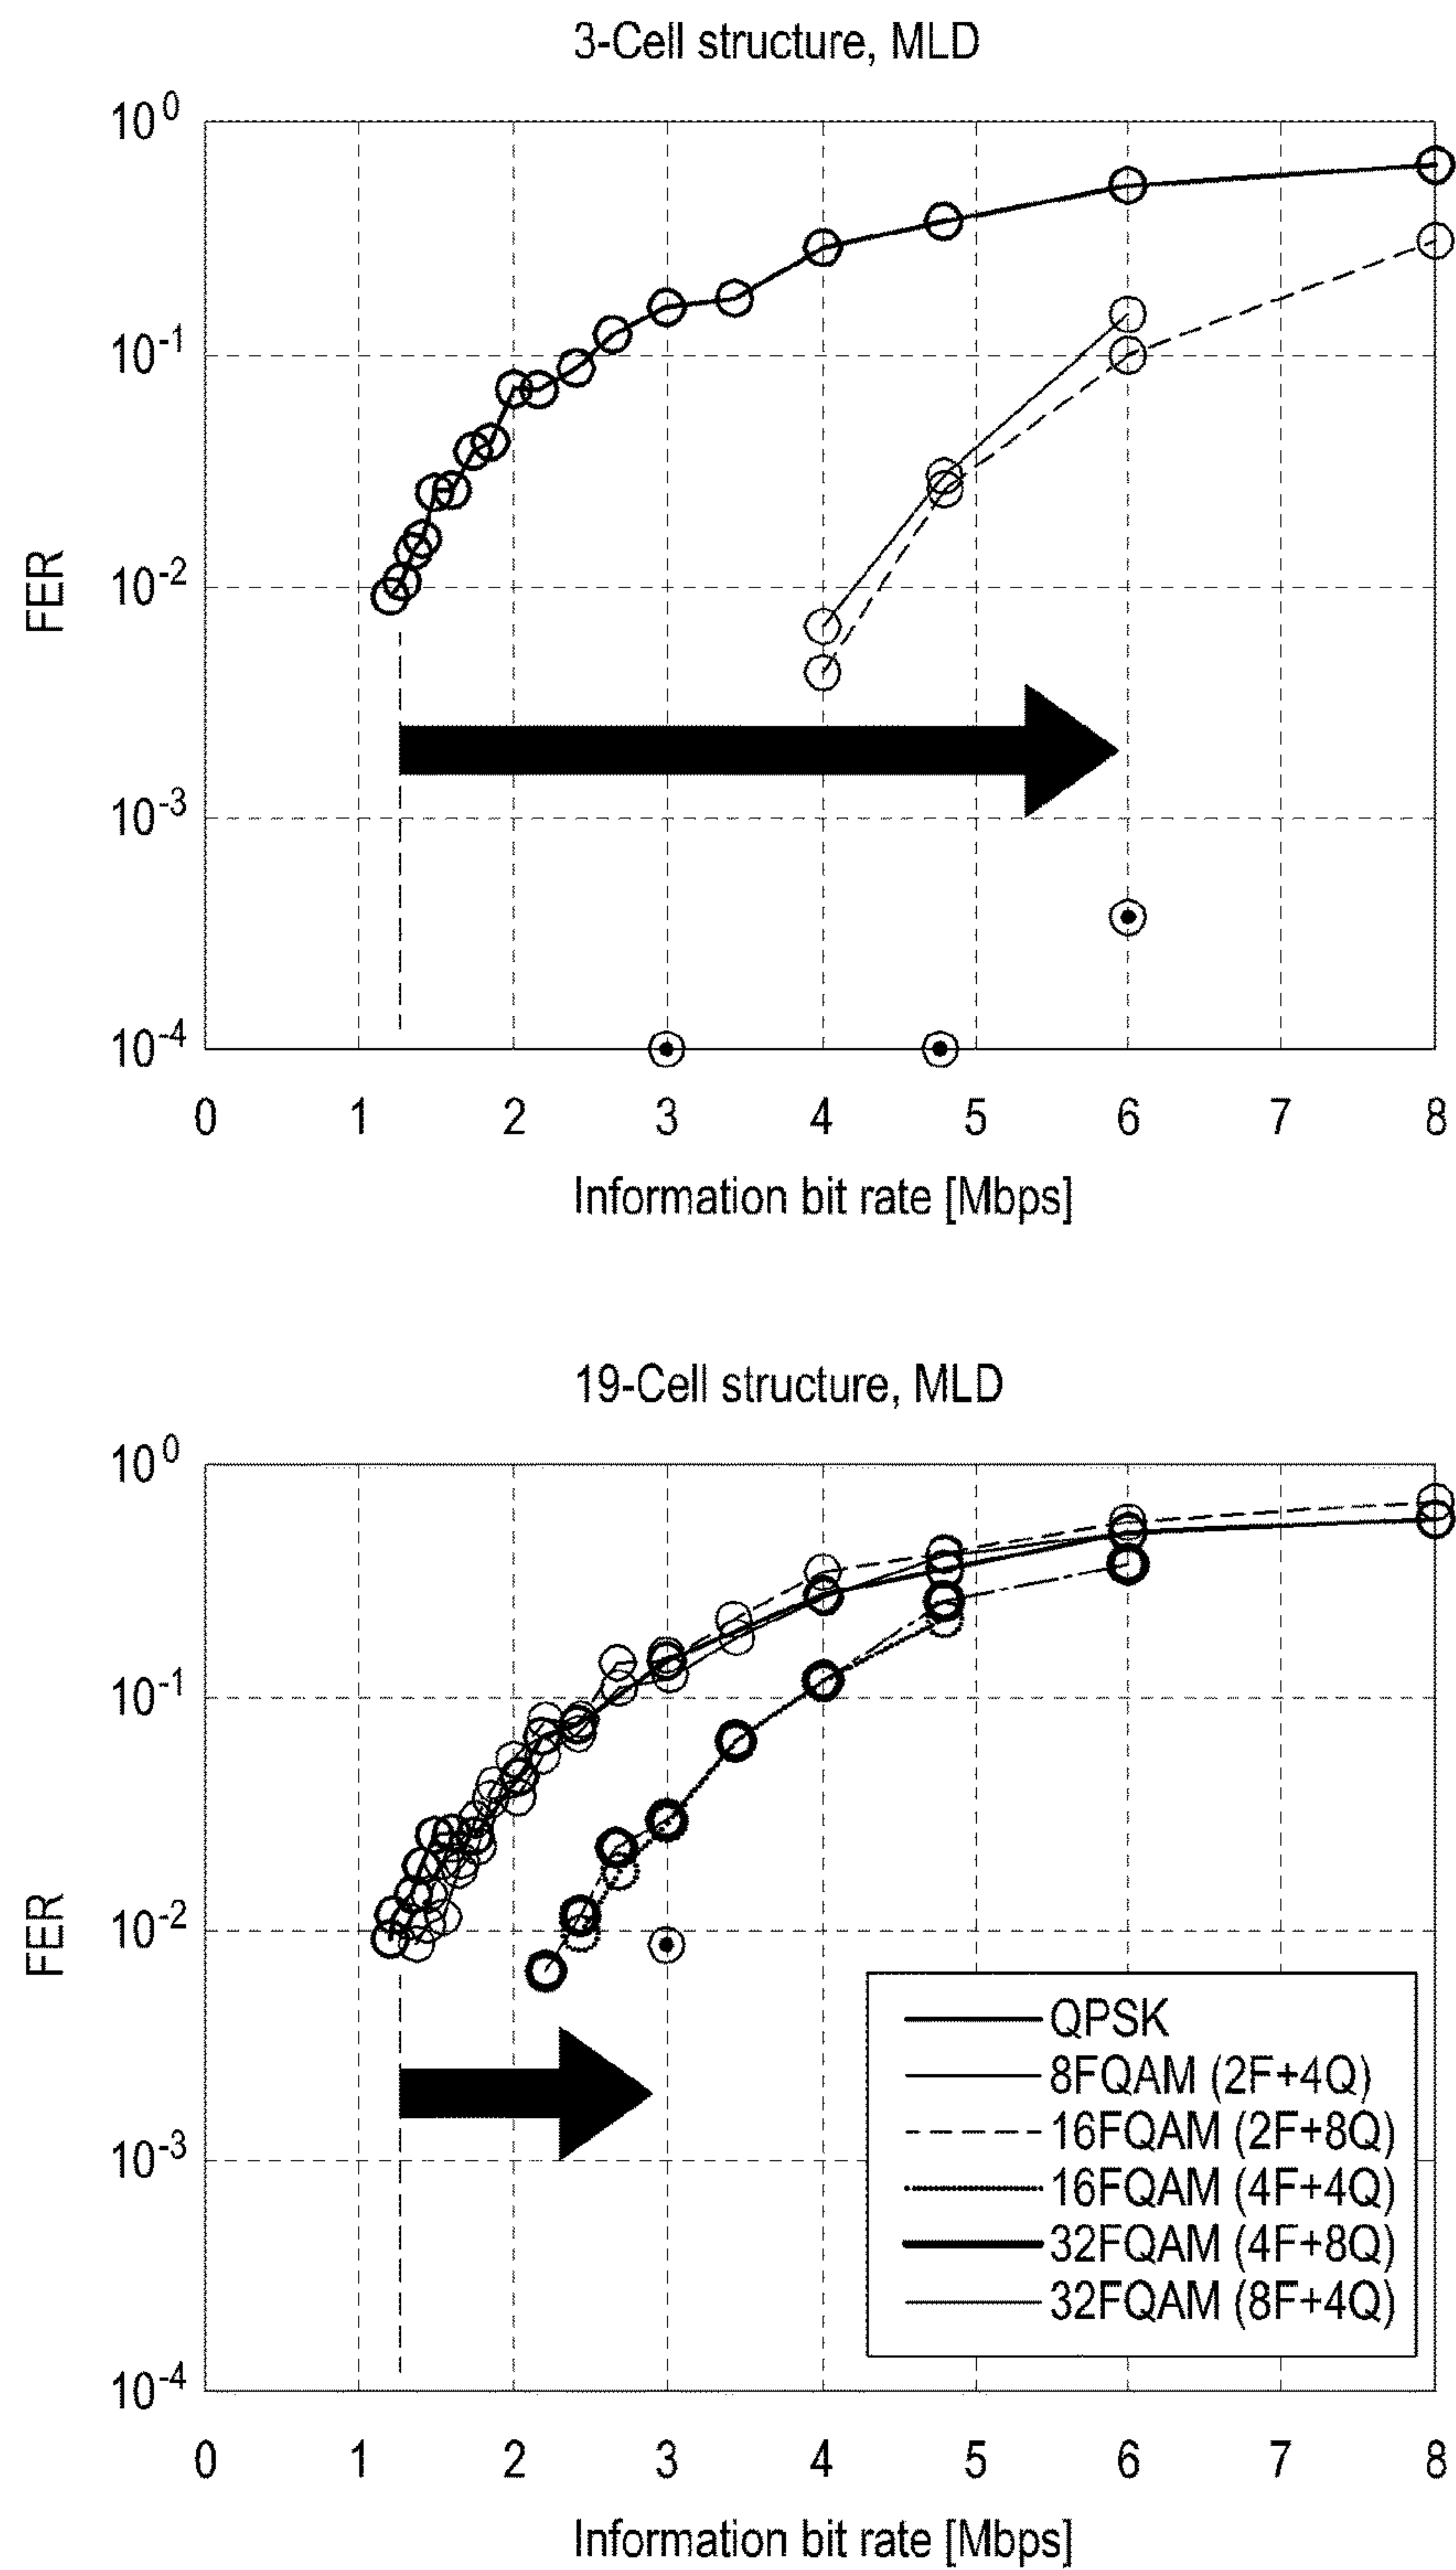 3-Cell structure, MLD
10^0
10^-1
10^-2
10^-3
10^-4
FER
0 1 2 3 4 5 6 7 8
Information bit rate [Mbps]
19-Cell structure, MLD
10^0
10^-1
10^-2
10^-3
10^-4
FER
QPSK
8FQAM (2F+4Q)
16FQAM (2F+8Q)
16FQAM (4F+4Q)
32FQAM (4F+8Q)
32FQAM (8F+4Q)
0 1 2 3 4 5 6 7 8
Information bit rate [Mbps]